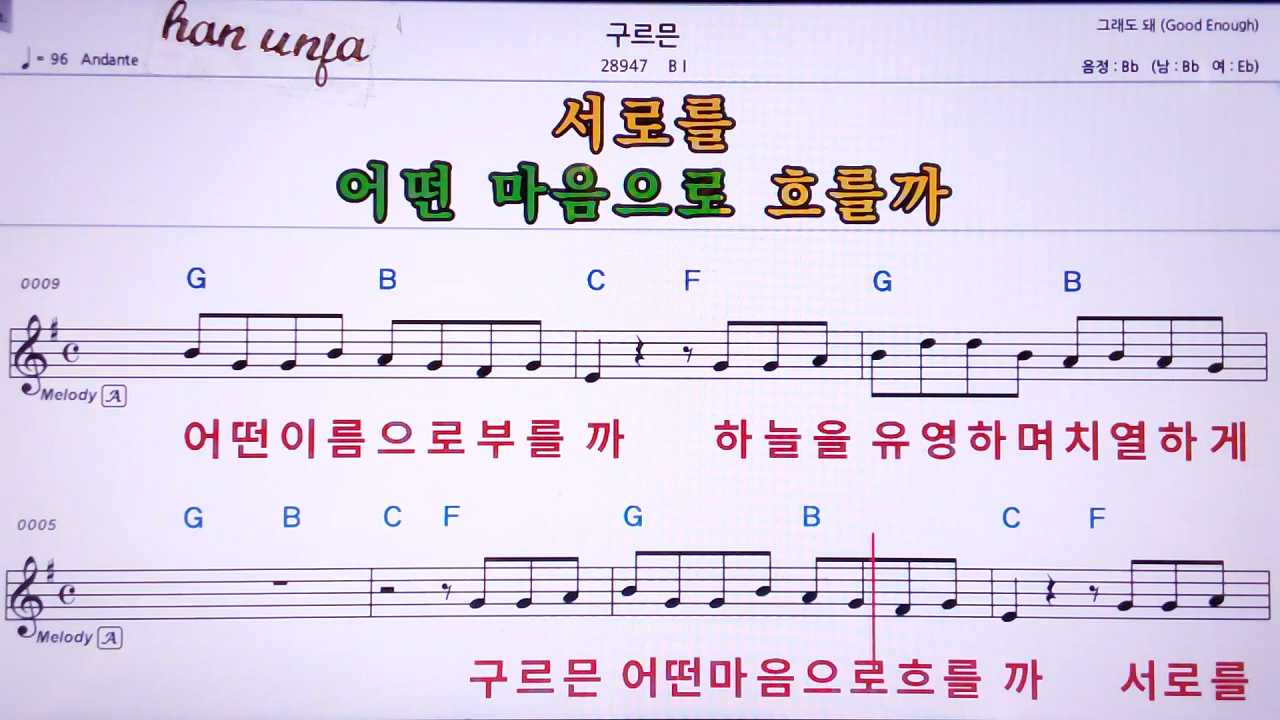 han unja
구르믄
그래도 돼 (Good Enough)
♩= 96 Andante
28947 B I
음정 : Bb (남 : Bb 여 : Eb)
서로를
어떤 마음으로 흐를까
0009
G B C F G B
Melody A
어떤이름으로부를 까 하늘을 유영하며치열하게
0005
G B C F G B C F
Melody A
구르믄 어떤마음으로흐를 까 서로를